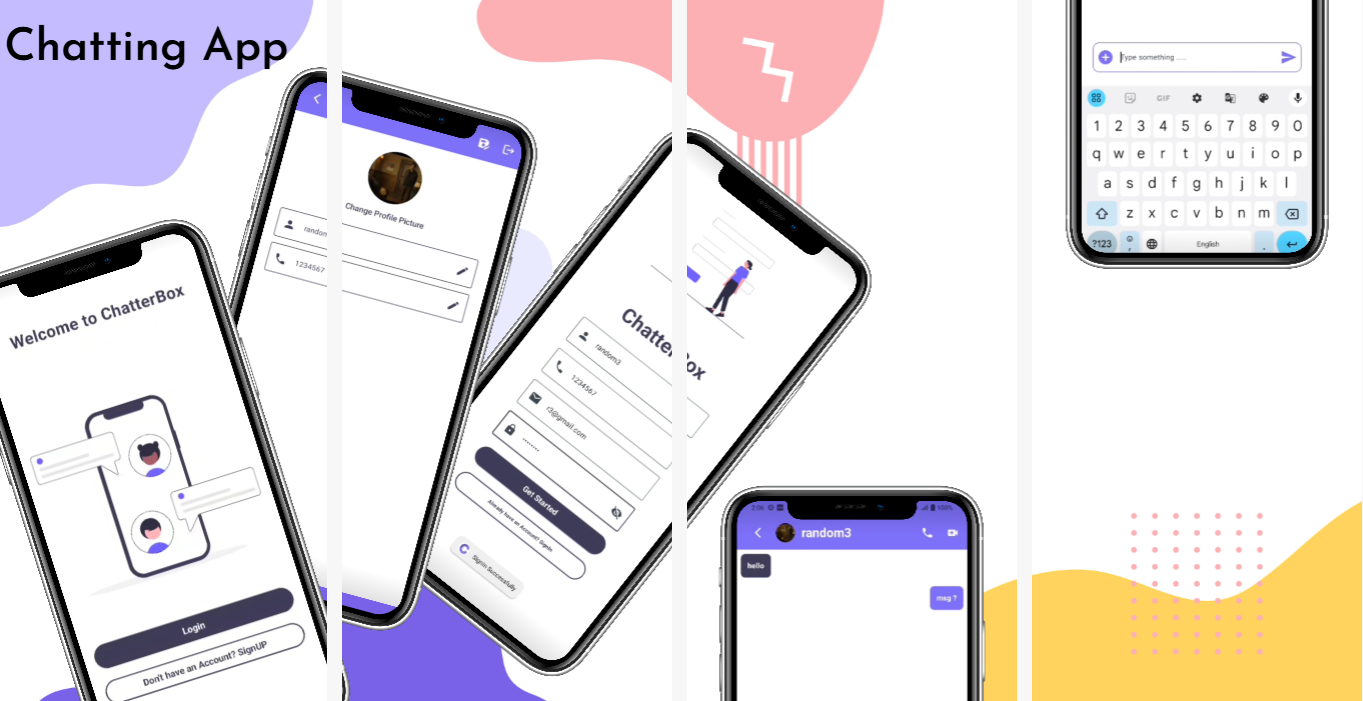 Chatting App
Welcome to ChatterBox
Login
Don't have an Account? SignUP
Change Profile Picture
random
1234567
ChatterBox
random3
1234567
r3@gmail.com
Get Started
Already have an Account? SignIn
SignIn Successfully
2:06
100%
random3
hello
msg ?
Type something .....
GIF
1 2 3 4 5 6 7 8 9 0
q w e r t y u i o p
a s d f g h j k l
z x c v b n m
?123 , English .